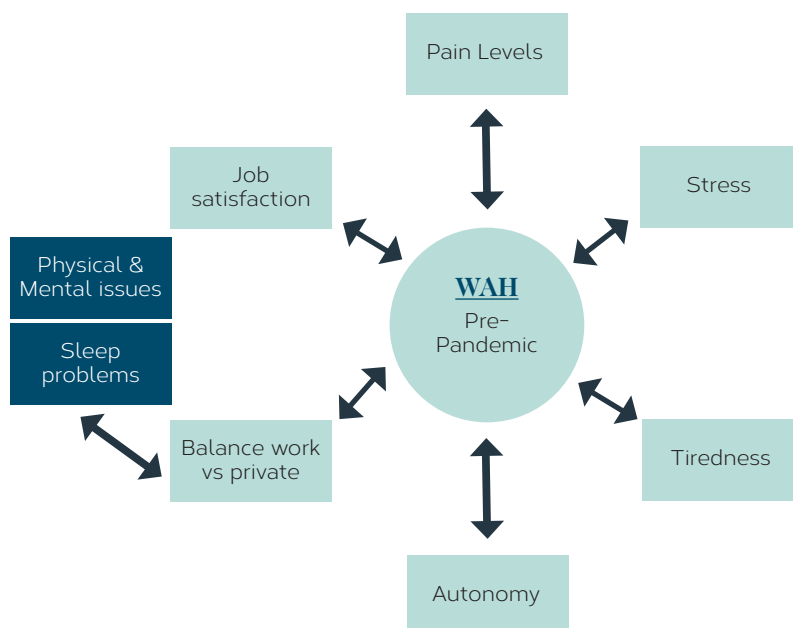 Pain Levels
Job
satisfaction
Stress
Physical &
Mental issues
WAH
Pre-
Pandemic
Sleep
problems
Balance work
vs private
Tiredness
Autonomy